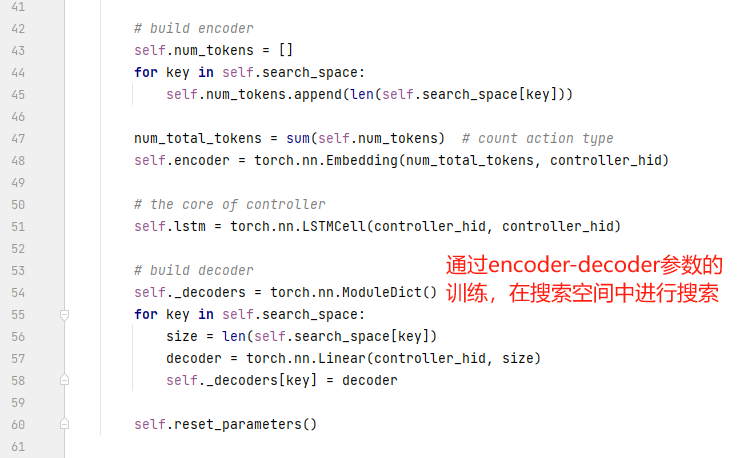 41
42 # build encoder
43 self.num_tokens = []
44 for key in self.search_space:
45 self.num_tokens.append(len(self.search_space[key]))
46
47 num_total_tokens = sum(self.num_tokens)  # count action type
48 self.encoder = torch.nn.Embedding(num_total_tokens, controller_hid)
49
50 # the core of controller
51 self.lstm = torch.nn.LSTMCell(controller_hid, controller_hid)
52
53 # build decoder
通过encoder-decoder参数的
54 self._decoders = torch.nn.ModuleDict()
训练，在搜索空间中进行搜索
55 for key in self.search_space:
56 size = len(self.search_space[key])
57 decoder = torch.nn.Linear(controller_hid, size)
58 self._decoders[key] = decoder
59
60 self.reset_parameters()
61